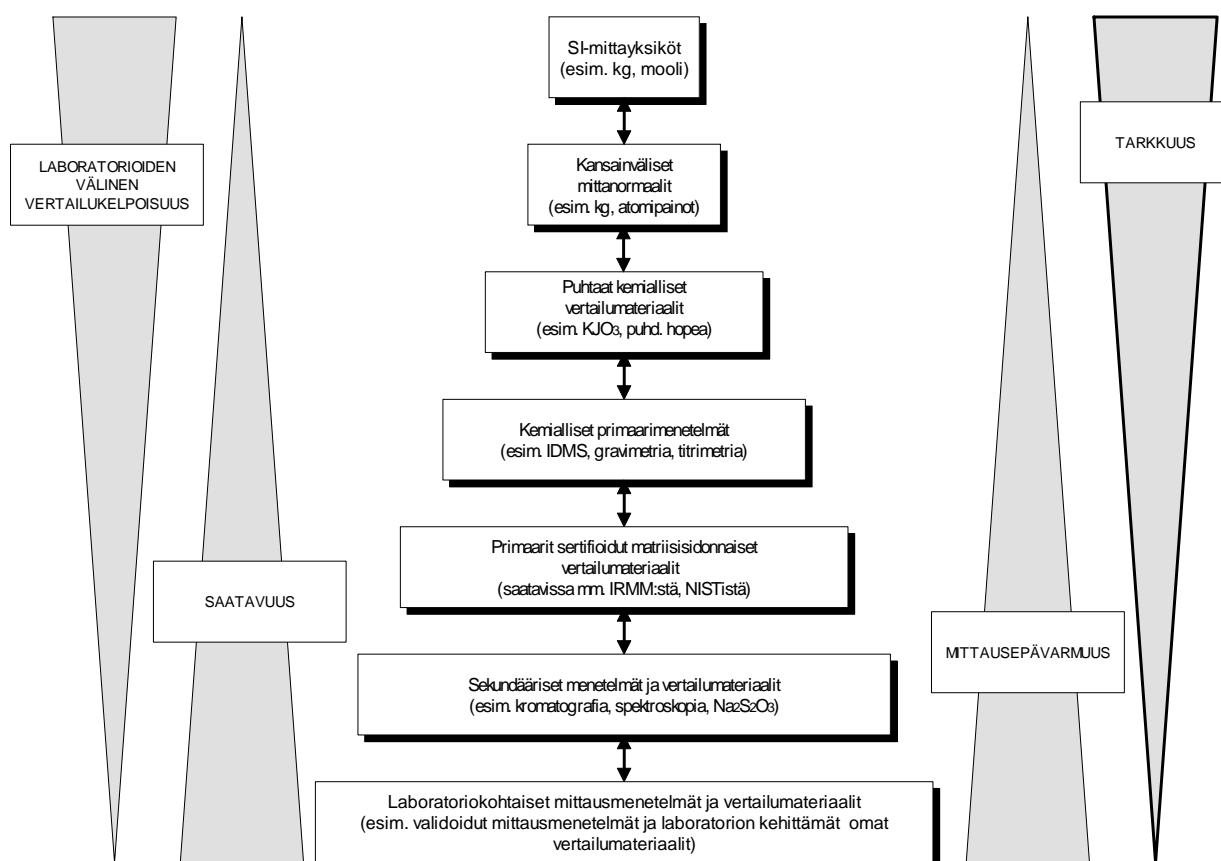 SI-mittayksiköt
(esim. kg, mooli)
TARKKUUS
LABORATORIOIDEN
VÄLINEN
VERTAILUKELPOISUUS
Kansainväliset
mittanormaalit
(esim. kg, atomipainot)
Puhtaat kemialliset
vertailumateriaalit
(esim. KJO₃, puhd. hopea)
Kemialliset primaarimenetelmät
(esim. IDMS, gravimetria, titrimetria)
Primaarit sertifioidut matriisisidonnaiset
vertailumateriaalit
(saatavissa mm. IRMM:stä, NISTistä)
SAATAVUUS
MITTAUSEPÄVARMUUS
Sekundääriset menetelmät ja vertailumateriaalit
(esim. kromatografia, spektroskopia, Na₂S₂O₃)
Laboratoriokohtaiset mittausmenetelmät ja vertailumateriaalit
(esim. validoidut mittausmenetelmät ja laboratorion kehittämät omat
vertailumateriaalit)